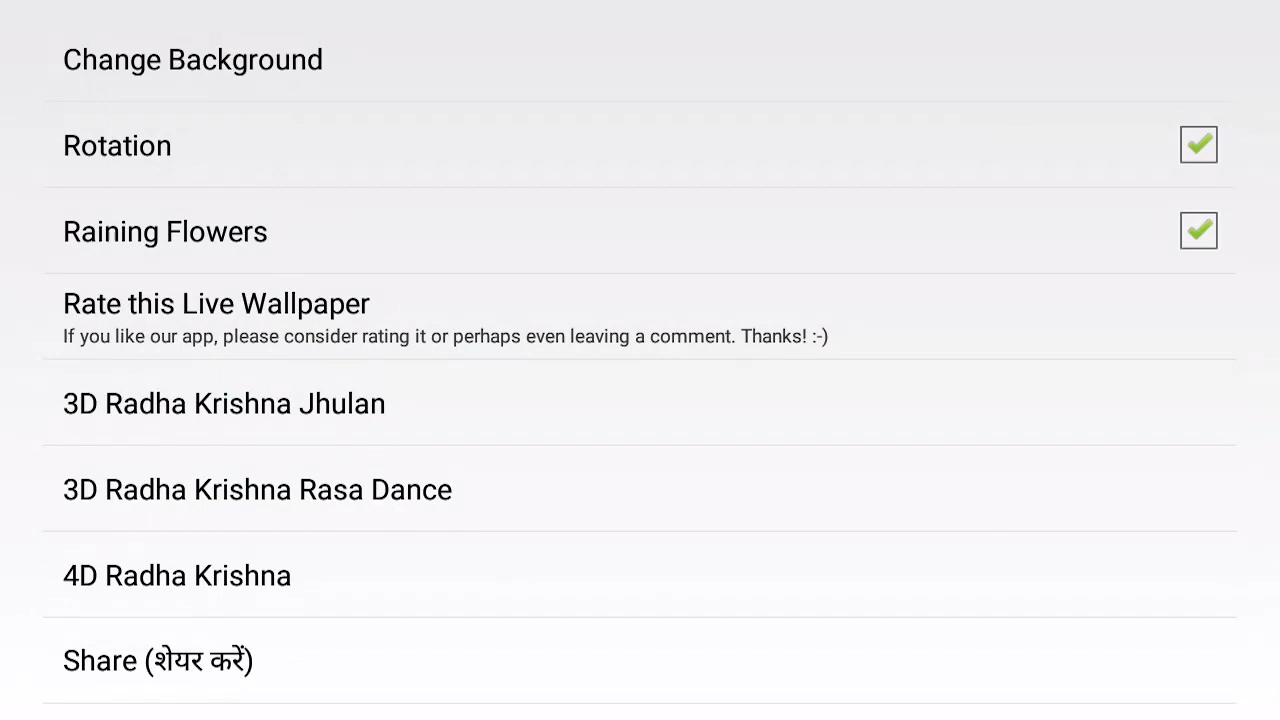 Change Background
Rotation
Raining Flowers
Rate this Live Wallpaper
If you like our app, please consider rating it or perhaps even leaving a comment. Thanks! :-)
3D Radha Krishna Jhulan
3D Radha Krishna Rasa Dance
4D Radha Krishna
Share (शेयर करें)